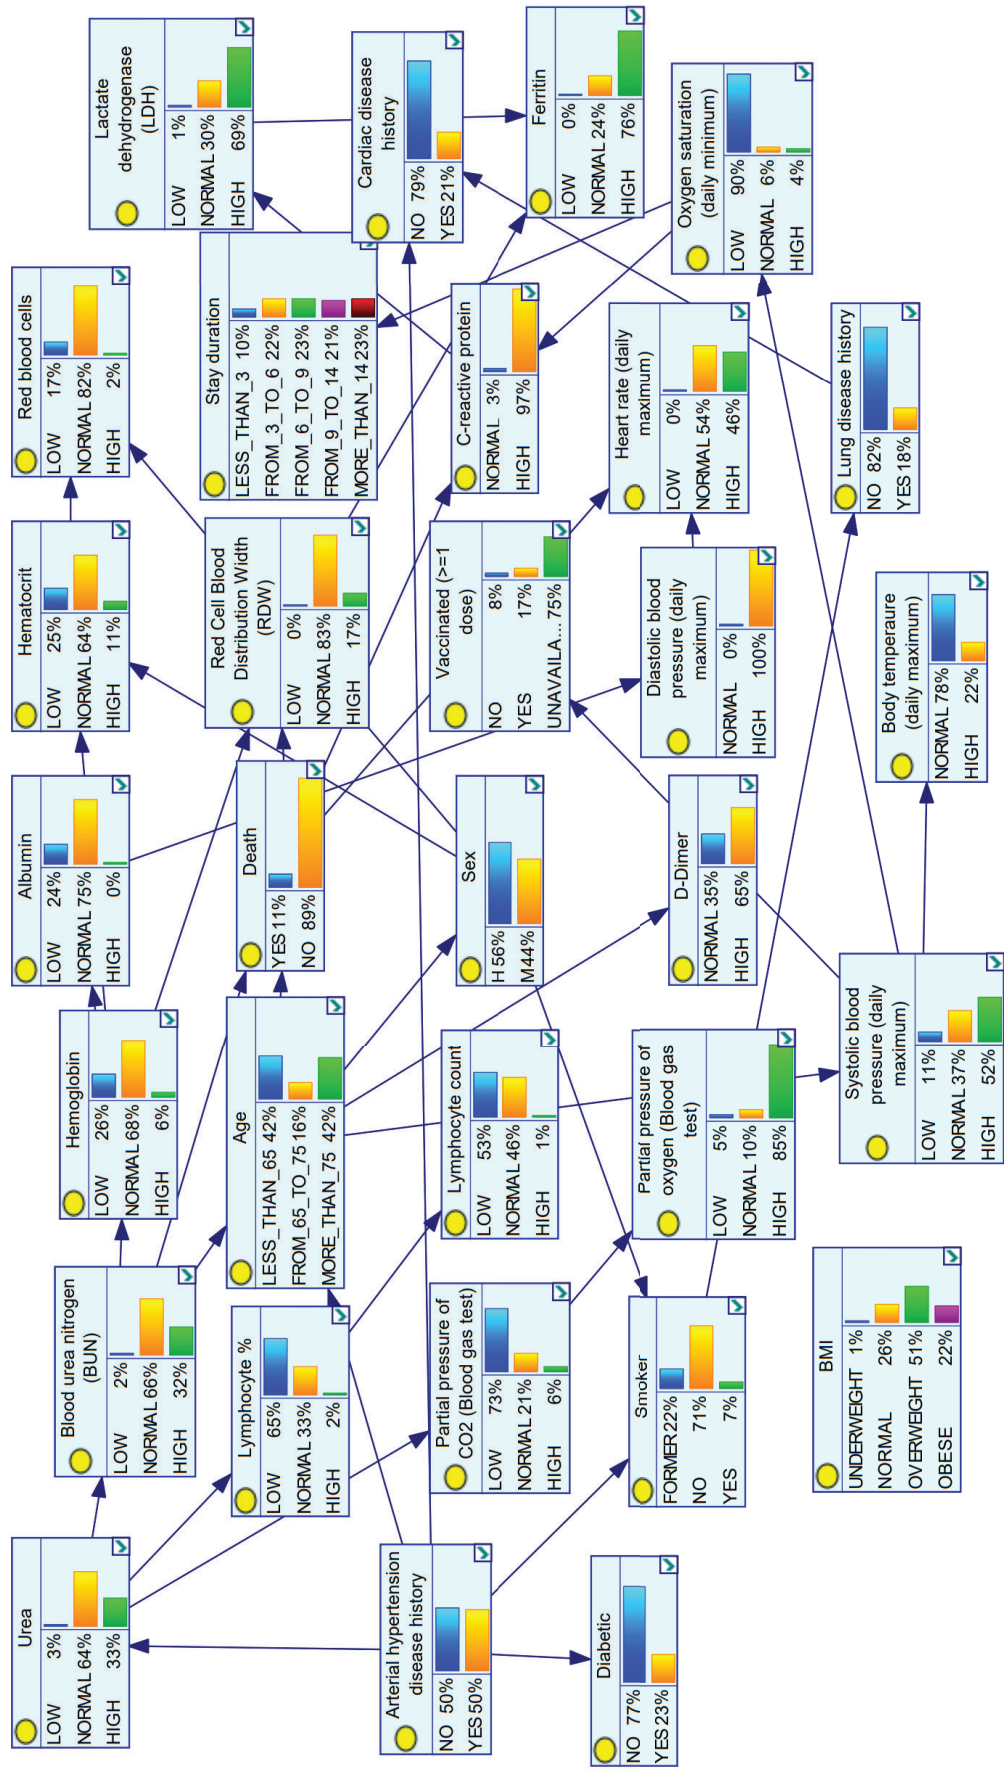 Urea
LOW 3%
NORMAL 64%
HIGH 33%
Blood urea nitrogen
(BUN)
LOW 2%
NORMAL 66%
HIGH 32%
Hemoglobin
LOW 26%
NORMAL 68%
HIGH 6%
Albumin
LOW 24%
NORMAL 75%
HIGH 0%
Hematocrit
LOW 25%
NORMAL 64%
HIGH 11%
Red blood cells
LOW 17%
NORMAL 82%
HIGH 2%
Lactate
dehydrogenase
(LDH)
LOW 1%
NORMAL 30%
HIGH 69%
Lymphocyte %
LOW 65%
NORMAL 33%
HIGH 2%
Age
LESS_THAN_65 42%
FROM_65_TO_75 16%
MORE_THAN_75 42%
Death
YES 11%
NO 89%
Red Cell Blood
Distribution Width
(RDW)
LOW 0%
NORMAL 83%
HIGH 17%
Stay duration
LESS_THAN_3 10%
FROM_3_TO_6 22%
FROM_6_TO_9 23%
FROM_9_TO_14 21%
MORE_THAN_14 23%
Cardiac disease
history
NO 79%
YES 21%
Arterial hypertension
disease history
NO 50%
YES 50%
Partial pressure of
CO2 (Blood gas test)
LOW 73%
NORMAL 21%
HIGH 6%
Lymphocyte count
LOW 53%
NORMAL 46%
HIGH 1%
Sex
H 56%
M 44%
Vaccinated (>=1
dose)
NO 8%
YES 17%
UNAVAILA... 75%
C-reactive protein
NORMAL 3%
HIGH 97%
Ferritin
LOW 0%
NORMAL 24%
HIGH 76%
Diabetic
NO 77%
YES 23%
Smoker
FORMER 22%
NO 71%
YES 7%
Partial pressure of
oxygen (Blood gas
test)
LOW 5%
NORMAL 10%
HIGH 85%
D-Dimer
NORMAL 35%
HIGH 65%
Diastolic blood
pressure (daily
maximum)
NORMAL 0%
HIGH 100%
Heart rate (daily
maximum)
LOW 0%
NORMAL 54%
HIGH 46%
Oxygen saturation
(daily minimum)
LOW 90%
NORMAL 6%
HIGH 4%
BMI
UNDERWEIGHT 1%
NORMAL 26%
OVERWEIGHT 51%
OBESE 22%
Systolic blood
pressure (daily
maximum)
LOW 11%
NORMAL 37%
HIGH 52%
Body temperaure
(daily maximum)
NORMAL 78%
HIGH 22%
Lung disease history
NO 82%
YES 18%